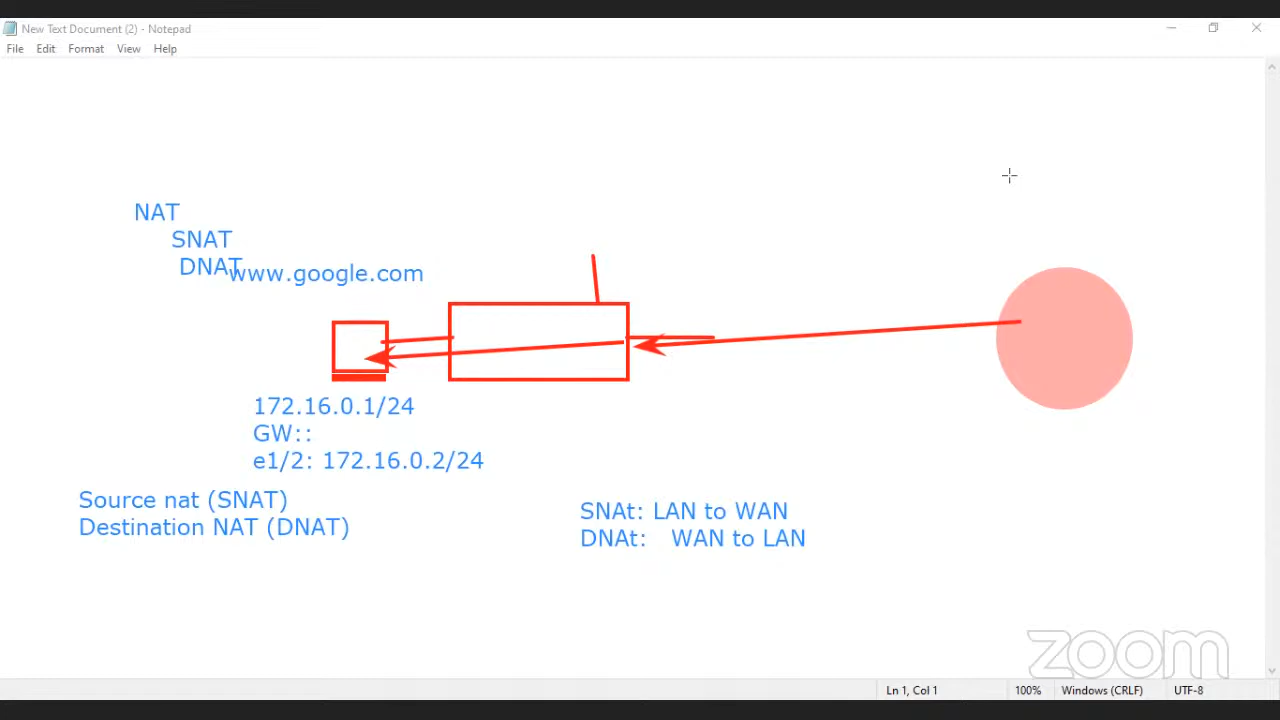 New Text Document (2) - Notepad
File Edit Format View Help
NAT
SNAT
DNAT
www.google.com
172.16.0.1/24
GW::
e1/2: 172.16.0.2/24
Source nat (SNAT)
Destination NAT (DNAT)
SNAt: LAN to WAN
DNAt: WAN to LAN
zoom
Ln 1, Col 1 100% Windows (CRLF) UTF-8